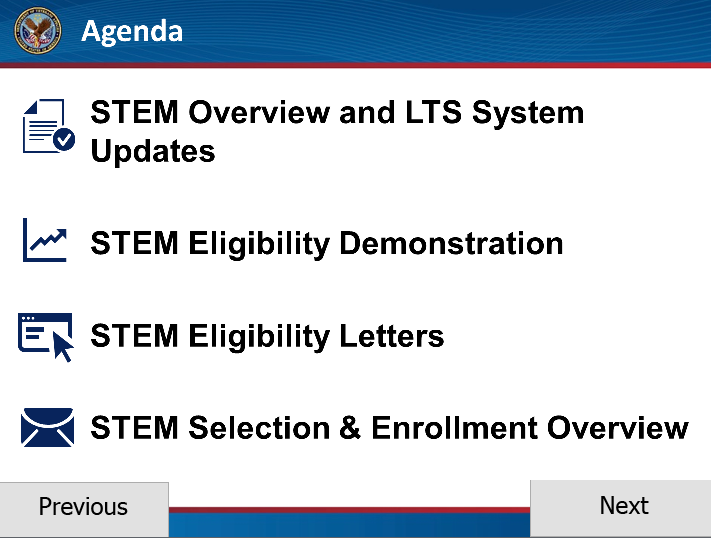 Agenda
STEM Overview and LTS System
Updates
STEM Eligibility Demonstration
STEM Eligibility Letters
STEM Selection & Enrollment Overview
Previous
Next